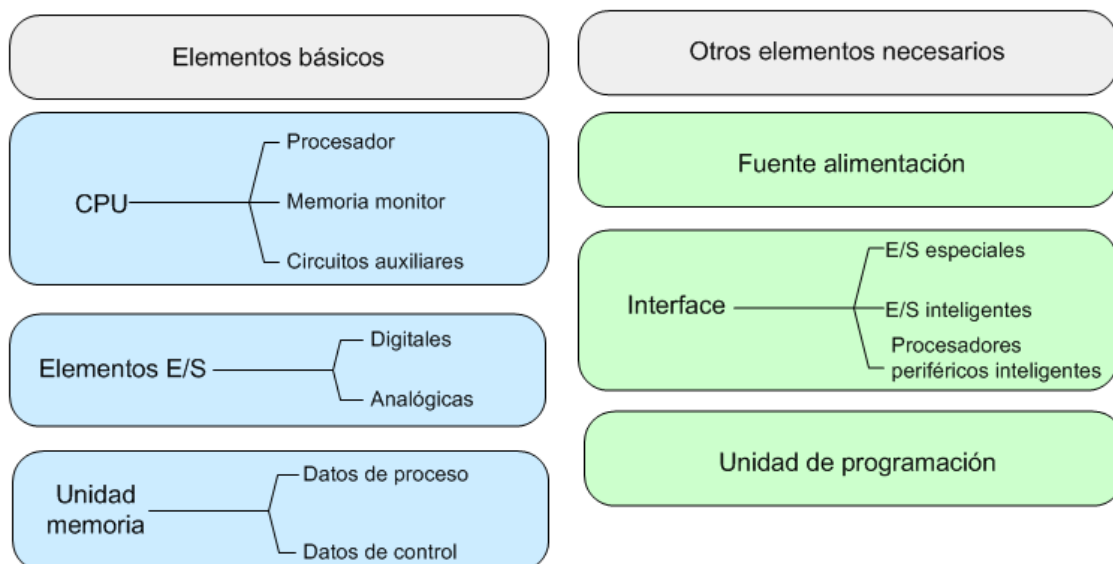 Elementos básicos
CPU
Procesador
Memoria monitor
Circuitos auxiliares
Elementos E/S
Digitales
Analógicas
Unidad
memoria
Datos de proceso
Datos de control
Otros elementos necesarios
Fuente alimentación
Interface
E/S especiales
E/S inteligentes
Procesadores
periféricos inteligentes
Unidad de programación